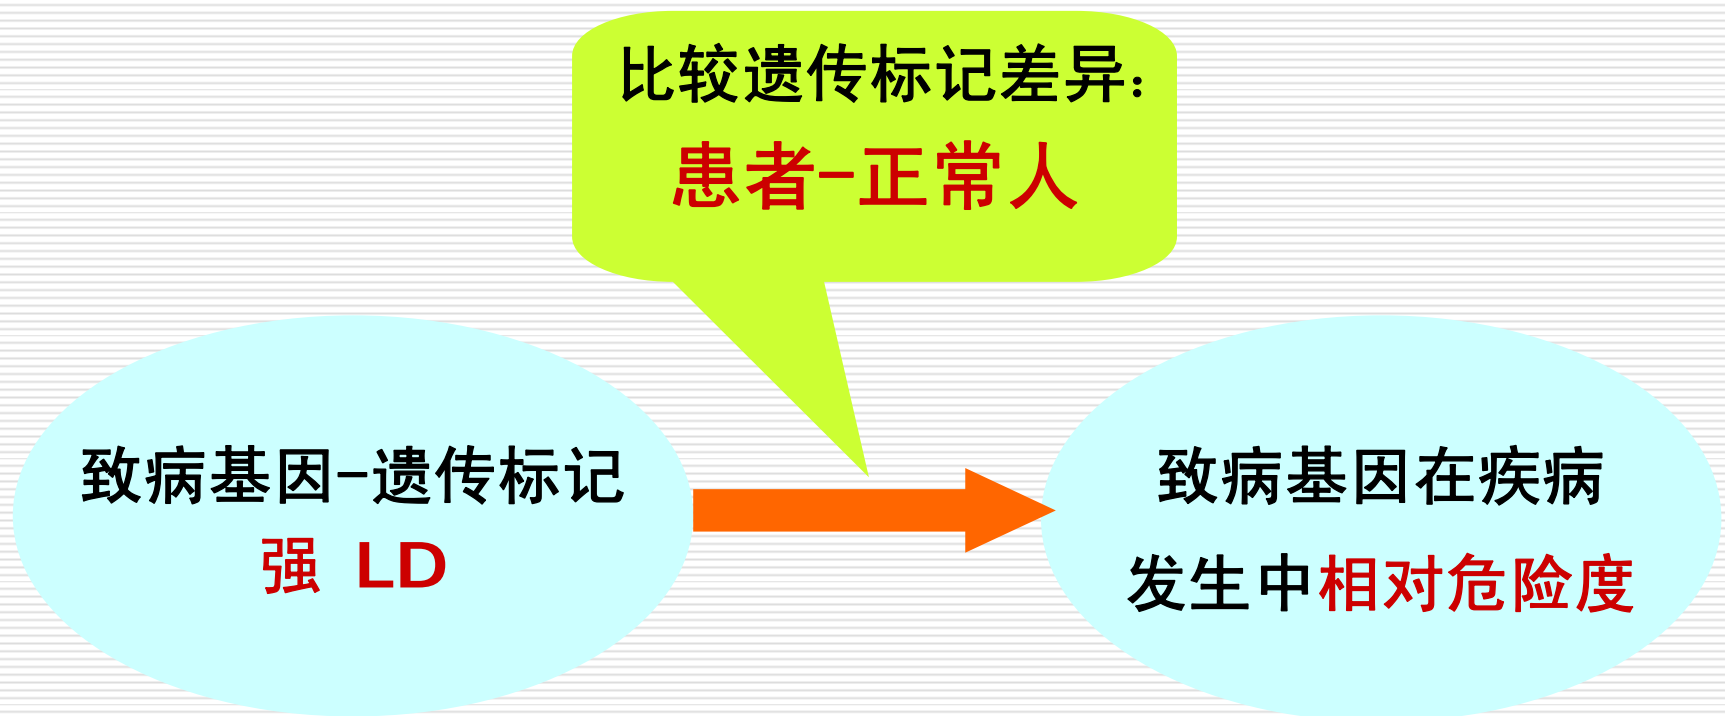 比较遗传标记差异：
患者-正常人
致病基因-遗传标记
强 LD
致病基因在疾病
发生中相对危险度